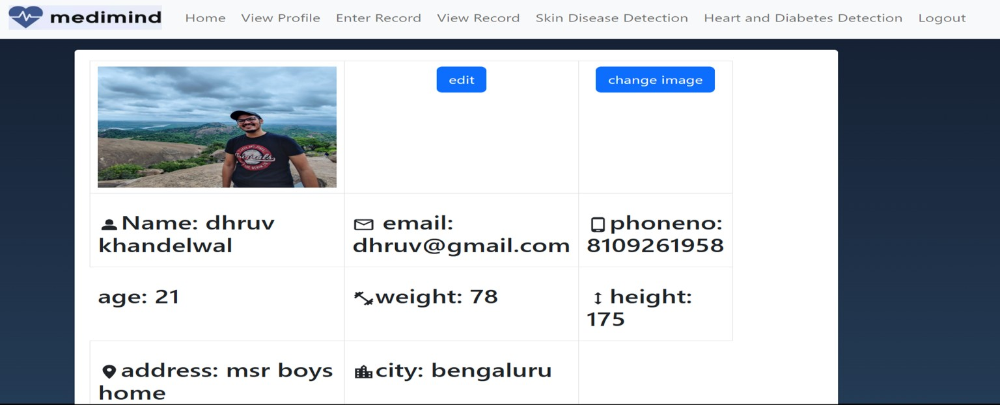 medimind
Home View Profile Enter Record View Record Skin Disease Detection Heart and Diabetes Detection Logout
edit
change image
Originals
Name: dhruv
khandelwal
email:
dhruv@gmail.com
phoneno:
8109261958
age: 21
weight: 78
height:
175
address: msr boys
home
city: bengaluru